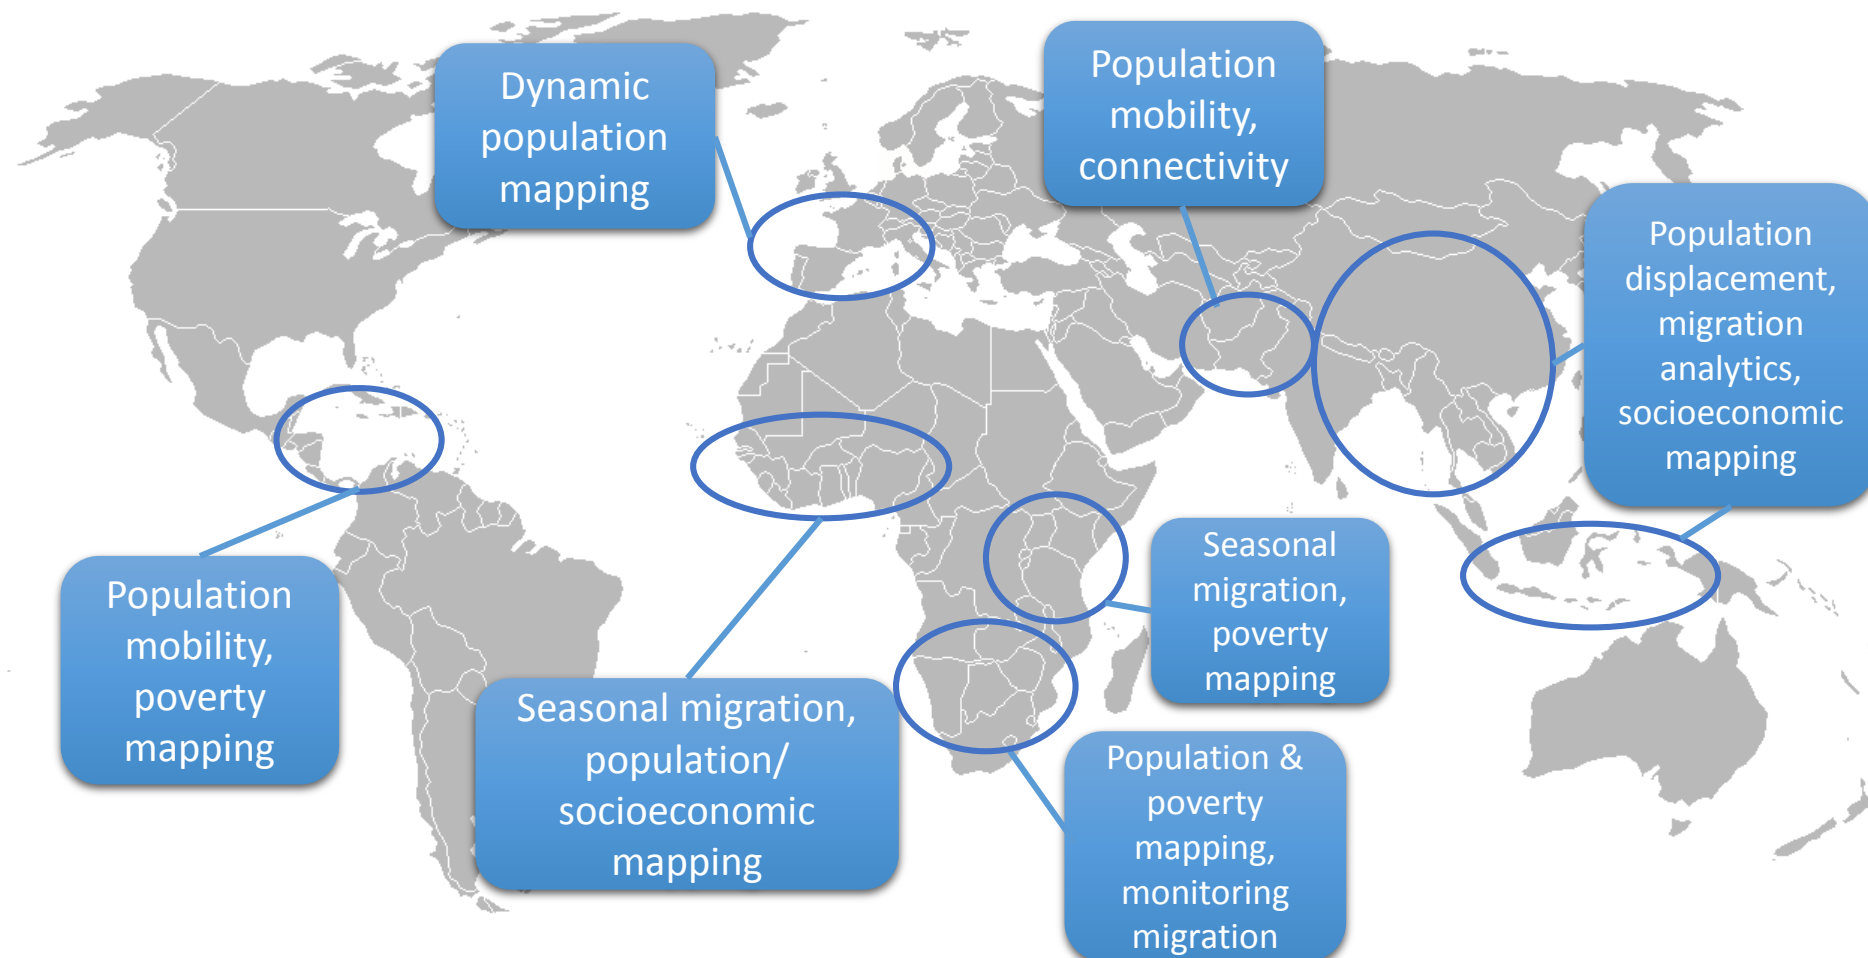 Dynamic
population
mapping
Population
mobility,
connectivity
Population
displacement,
migration
analytics,
socioeconomic
mapping
Population
mobility,
poverty
mapping
Seasonal migration,
population/
socioeconomic
mapping
Seasonal
migration,
poverty
mapping
Population &
poverty
mapping,
monitoring
migration